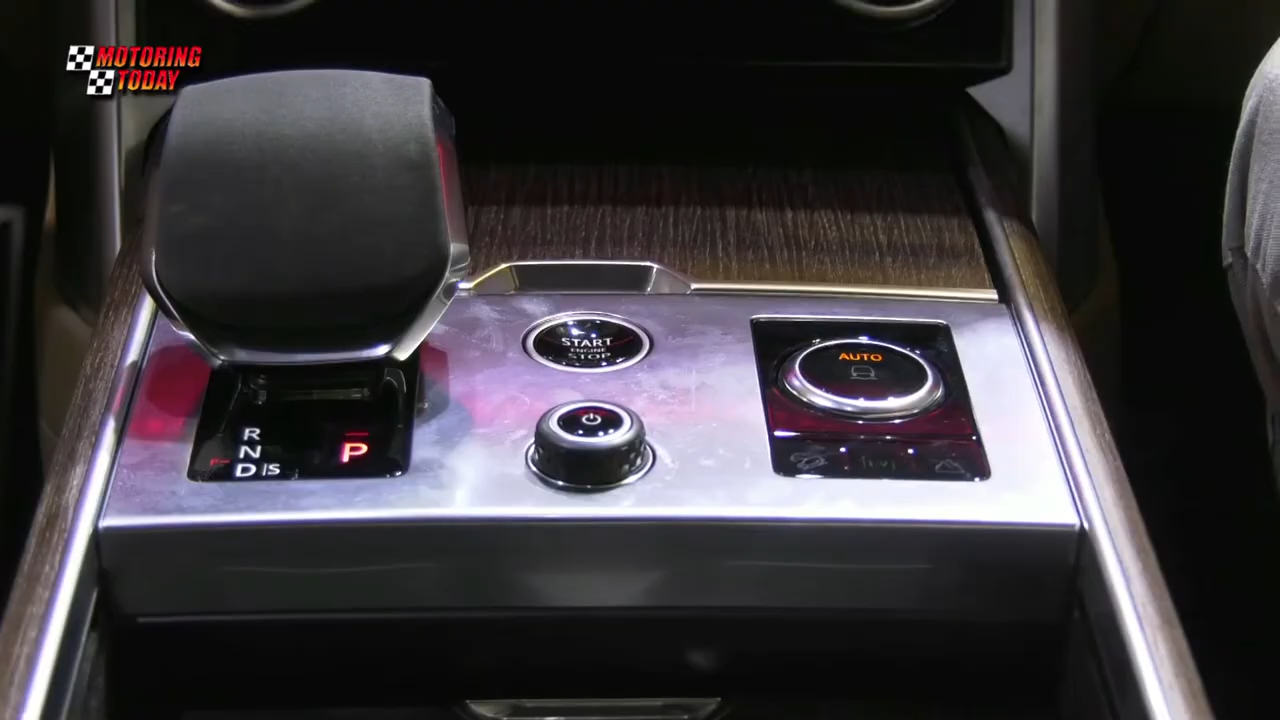 MOTORING
TODAY
START
ENGINE
STOP
AUTO
R
N
P
D/S